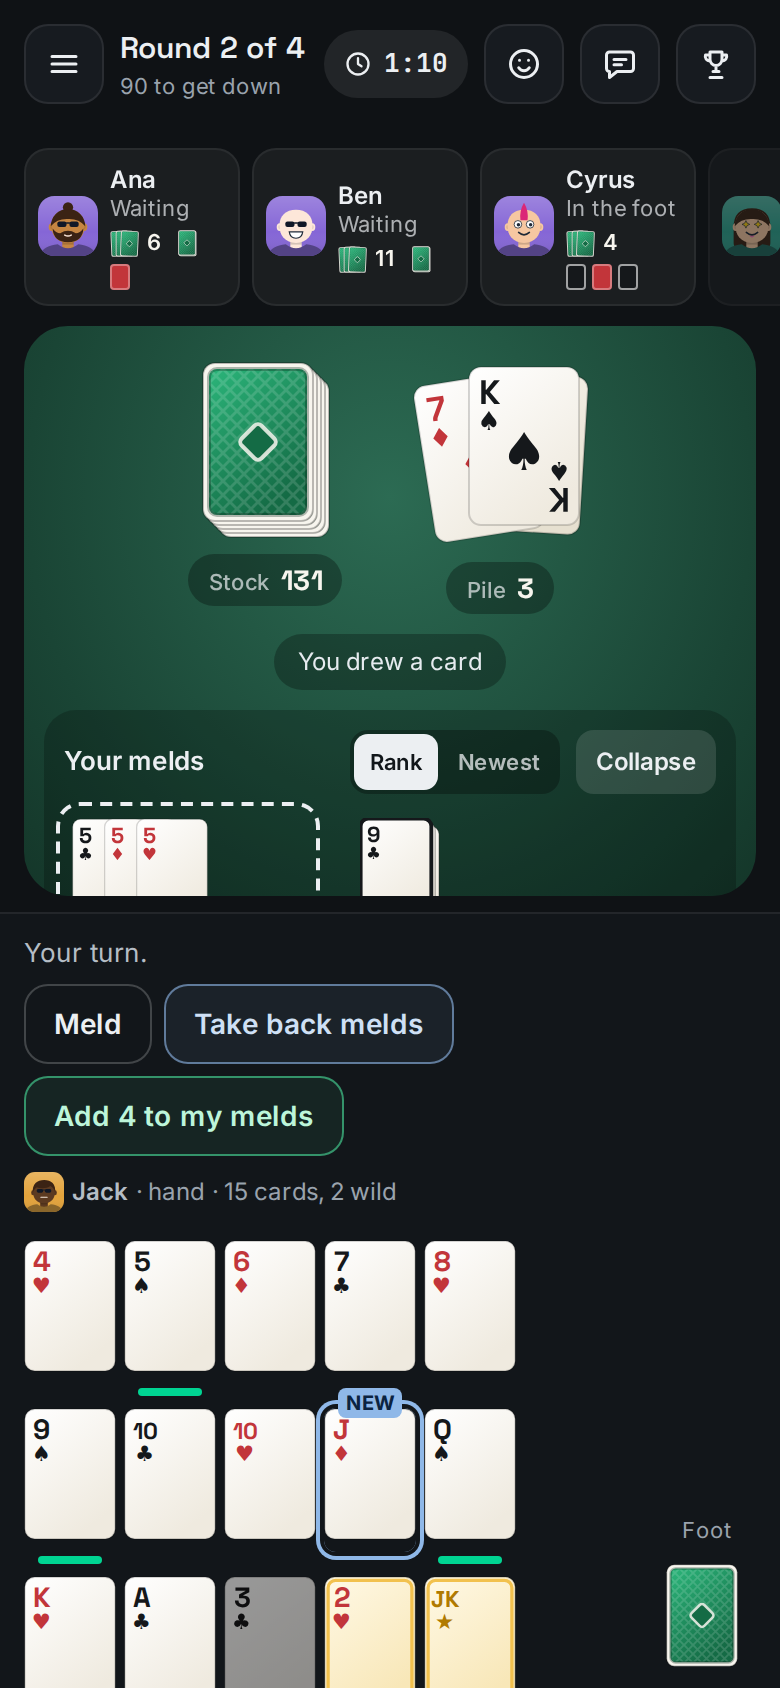 Round 2 of 4
90 to get down
1:10
Ana
Waiting
6
Ben
Waiting
11
Cyrus
In the foot
4
7
K
K
Stock 131
Pile 3
You drew a card
Your melds
Rank
Newest
Collapse
5 5 5
9
Your turn.
Meld
Take back melds
Add 4 to my melds
Jack · hand · 15 cards, 2 wild
4 5 6 7 8
NEW
9 10 10 J Q
Foot
K A 3 2 JK